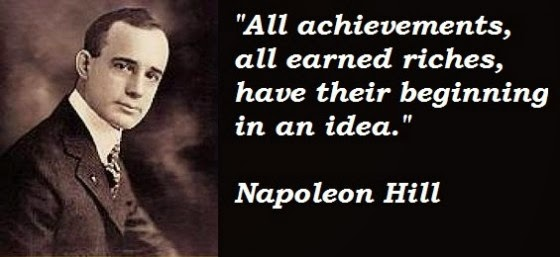 "All achievements,
all earned riches,
have their beginning
in an idea."
Napoleon Hill